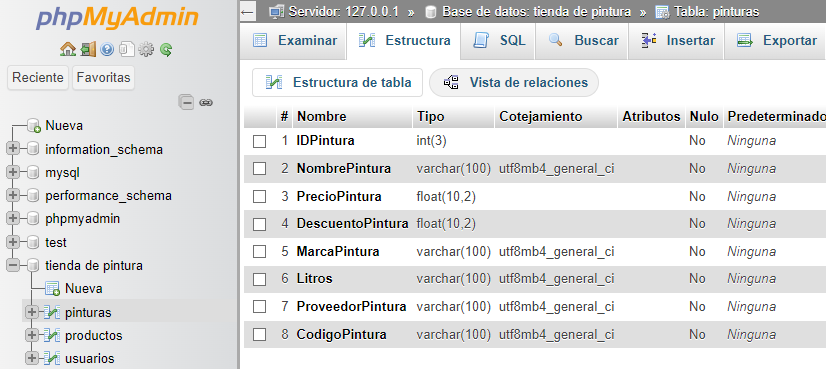 phpMyAdmin
Reciente Favoritas
Nueva
information_schema
mysql
performance_schema
phpmyadmin
test
tienda de pintura
Nueva
pinturas
productos
usuarios
Servidor: 127.0.0.1 » Base de datos: tienda de pintura » Tabla: pinturas
Examinar Estructura SQL Buscar Insertar Exportar
Estructura de tabla Vista de relaciones
# Nombre Tipo Cotejamiento Atributos Nulo Predeterminado
1 IDPintura int(3) No Ninguna
2 NombrePintura varchar(100) utf8mb4_general_ci No Ninguna
3 PrecioPintura float(10,2) No Ninguna
4 DescuentoPintura float(10,2) No Ninguna
5 MarcaPintura varchar(100) utf8mb4_general_ci No Ninguna
6 Litros varchar(100) utf8mb4_general_ci No Ninguna
7 ProveedorPintura varchar(100) utf8mb4_general_ci No Ninguna
8 CodigoPintura varchar(100) utf8mb4_general_ci No Ninguna